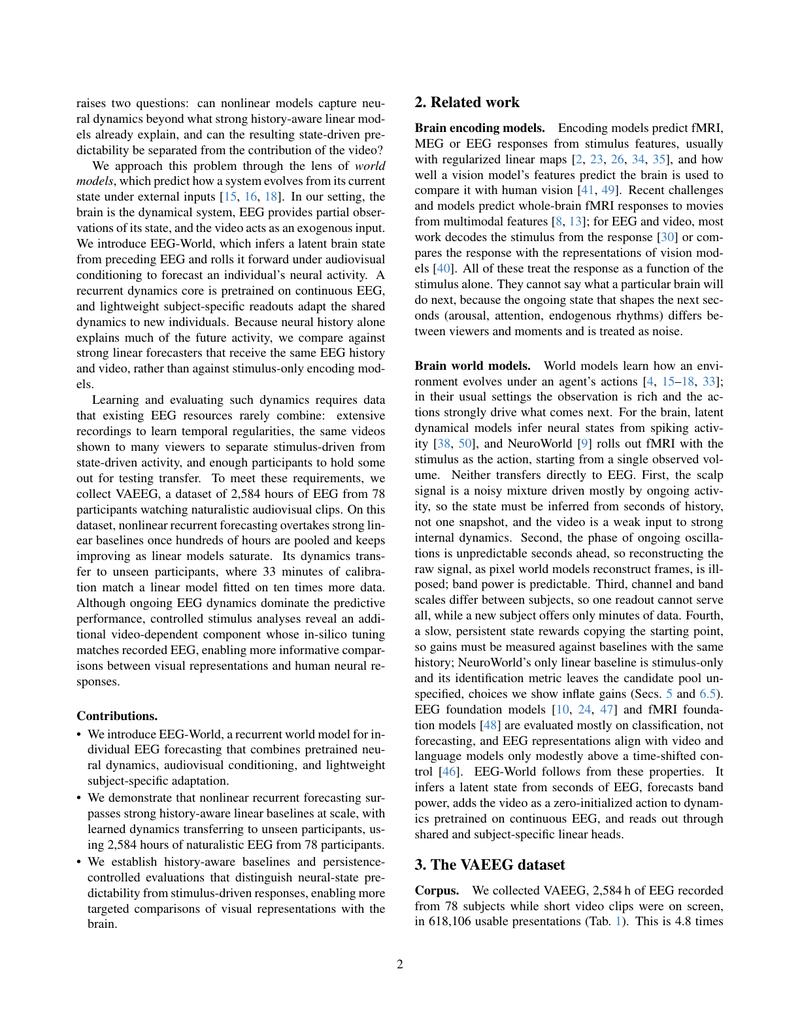 raises two questions: can nonlinear models capture neu-
ral dynamics beyond what strong history-aware linear mod-
els already explain, and can the resulting state-driven pre-
dictability be separated from the contribution of the video?
We approach this problem through the lens of world
models, which predict how a system evolves from its current
state under external inputs [15, 16, 18]. In our setting, the
brain is the dynamical system, EEG provides partial obser-
vations of its state, and the video acts as an exogenous input.
We introduce EEG-World, which infers a latent brain state
from preceding EEG and rolls it forward under audiovisual
conditioning to forecast an individual's neural activity. A
recurrent dynamics core is pretrained on continuous EEG,
and lightweight subject-specific readouts adapt the shared
dynamics to new individuals. Because neural history alone
explains much of the future activity, we compare against
strong linear forecasters that receive the same EEG history
and video, rather than against stimulus-only encoding mod-
els.
Learning and evaluating such dynamics requires data
that existing EEG resources rarely combine: extensive
recordings to learn temporal regularities, the same videos
shown to many viewers to separate stimulus-driven from
state-driven activity, and enough participants to hold some
out for testing transfer. To meet these requirements, we
collect VAEEG, a dataset of 2,584 hours of EEG from 78
participants watching naturalistic audiovisual clips. On this
dataset, nonlinear recurrent forecasting overtakes strong lin-
ear baselines once hundreds of hours are pooled and keeps
improving as linear models saturate. Its dynamics trans-
fer to unseen participants, where 33 minutes of calibra-
tion match a linear model fitted on ten times more data.
Although ongoing EEG dynamics dominate the predictive
performance, controlled stimulus analyses reveal an addi-
tional video-dependent component whose in-silico tuning
matches recorded EEG, enabling more informative compar-
isons between visual representations and human neural re-
sponses.
Contributions.
• We introduce EEG-World, a recurrent world model for in-
dividual EEG forecasting that combines pretrained neu-
ral dynamics, audiovisual conditioning, and lightweight
subject-specific adaptation.
• We demonstrate that nonlinear recurrent forecasting sur-
passes strong history-aware linear baselines at scale, with
learned dynamics transferring to unseen participants, us-
ing 2,584 hours of naturalistic EEG from 78 participants.
• We establish history-aware baselines and persistence-
controlled evaluations that distinguish neural-state pre-
dictability from stimulus-driven responses, enabling more
targeted comparisons of visual representations with the
brain.
2. Related work
Brain encoding models. Encoding models predict fMRI,
MEG or EEG responses from stimulus features, usually
with regularized linear maps [2, 23, 26, 34, 35], and how
well a vision model's features predict the brain is used to
compare it with human vision [41, 49]. Recent challenges
and models predict whole-brain fMRI responses to movies
from multimodal features [8, 13]; for EEG and video, most
work decodes the stimulus from the response [30] or com-
pares the response with the representations of vision mod-
els [40]. All of these treat the response as a function of the
stimulus alone. They cannot say what a particular brain will
do next, because the ongoing state that shapes the next sec-
onds (arousal, attention, endogenous rhythms) differs be-
tween viewers and moments and is treated as noise.
Brain world models. World models learn how an envi-
ronment evolves under an agent's actions [4, 15–18, 33];
in their usual settings the observation is rich and the ac-
tions strongly drive what comes next. For the brain, latent
dynamical models infer neural states from spiking activ-
ity [38, 50], and NeuroWorld [9] rolls out fMRI with the
stimulus as the action, starting from a single observed vol-
ume. Neither transfers directly to EEG. First, the scalp
signal is a noisy mixture driven mostly by ongoing activ-
ity, so the state must be inferred from seconds of history,
not one snapshot, and the video is a weak input to strong
internal dynamics. Second, the phase of ongoing oscilla-
tions is unpredictable seconds ahead, so reconstructing the
raw signal, as pixel world models reconstruct frames, is ill-
posed; band power is predictable. Third, channel and band
scales differ between subjects, so one readout cannot serve
all, while a new subject offers only minutes of data. Fourth,
a slow, persistent state rewards copying the starting point,
so gains must be measured against baselines with the same
history; NeuroWorld's only linear baseline is stimulus-only
and its identification metric leaves the candidate pool un-
specified, choices we show inflate gains (Secs. 5 and 6.5).
EEG foundation models [10, 24, 47] and fMRI founda-
tion models [48] are evaluated mostly on classification, not
forecasting, and EEG representations align with video and
language models only modestly above a time-shifted con-
trol [46]. EEG-World follows from these properties. It
infers a latent state from seconds of EEG, forecasts band
power, adds the video as a zero-initialized action to dynam-
ics pretrained on continuous EEG, and reads out through
shared and subject-specific linear heads.
3. The VAEEG dataset
Corpus. We collected VAEEG, 2,584 h of EEG recorded
from 78 subjects while short video clips were on screen,
in 618,106 usable presentations (Tab. 1). This is 4.8 times
2